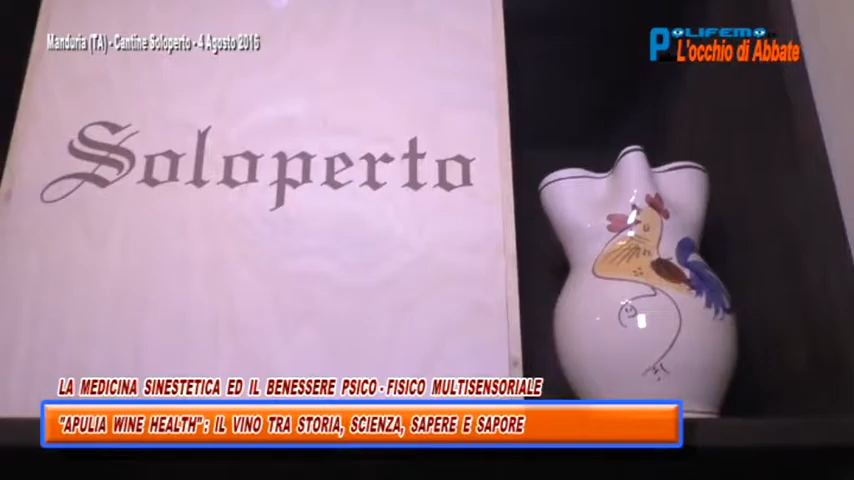 Manduria (TA) - Cantine Soloperto - 4 Agosto 2016
POLIFEMO
L'occhio di Abbate
Soloperto
LA MEDICINA SINESTETICA ED IL BENESSERE PSICO - FISICO MULTISENSORIALE
"APULIA WINE HEALTH" : IL VINO TRA STORIA, SCIENZA, SAPERE E SAPORE